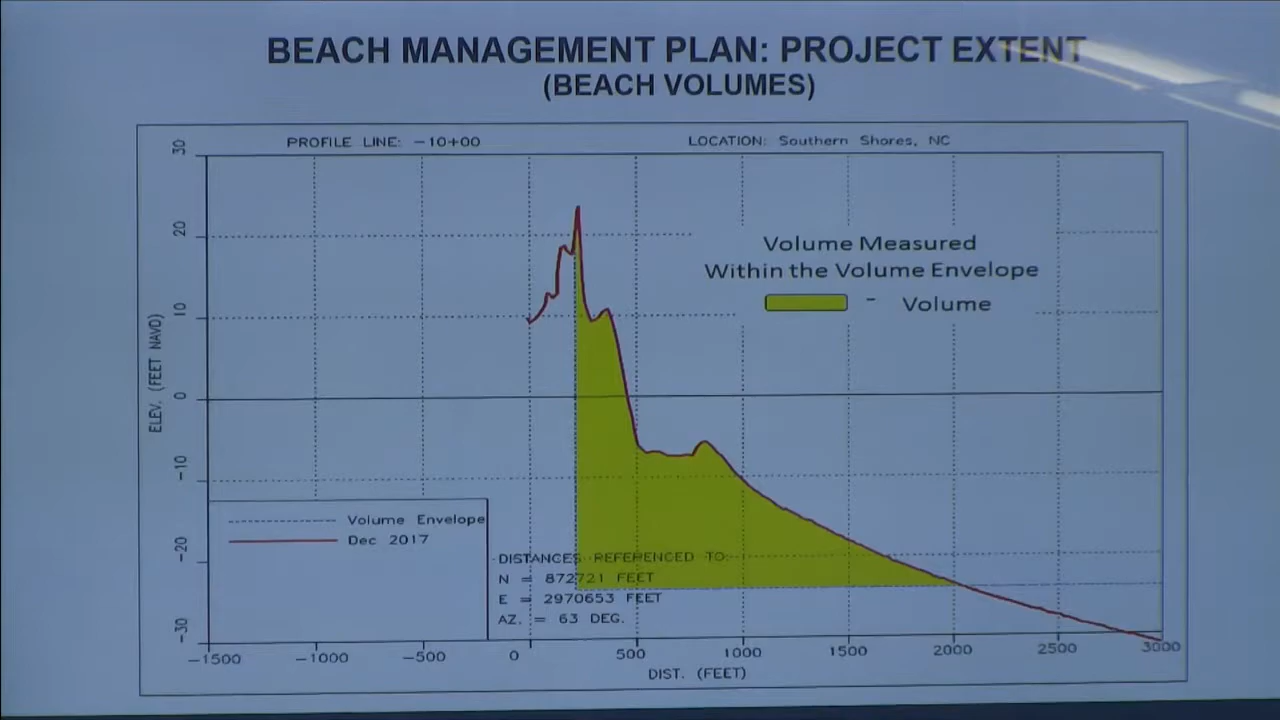 BEACH MANAGEMENT PLAN: PROJECT EXTENT
(BEACH VOLUMES)
PROFILE LINE: -10+00
LOCATION: Southern Shores, NC
30
20
10
0
-10
-20
-30
ELEV. (FEET NAVD)
Volume Measured
Within the Volume Envelope
- Volume
Volume Envelope
Dec 2017
DISTANCES REFERENCED TO:
N = 872721 FEET
E = 2970653 FEET
AZ. = 63 DEG.
-1500 -1000 -500 0 500 1000 1500 2000 2500 3000
DIST. (FEET)